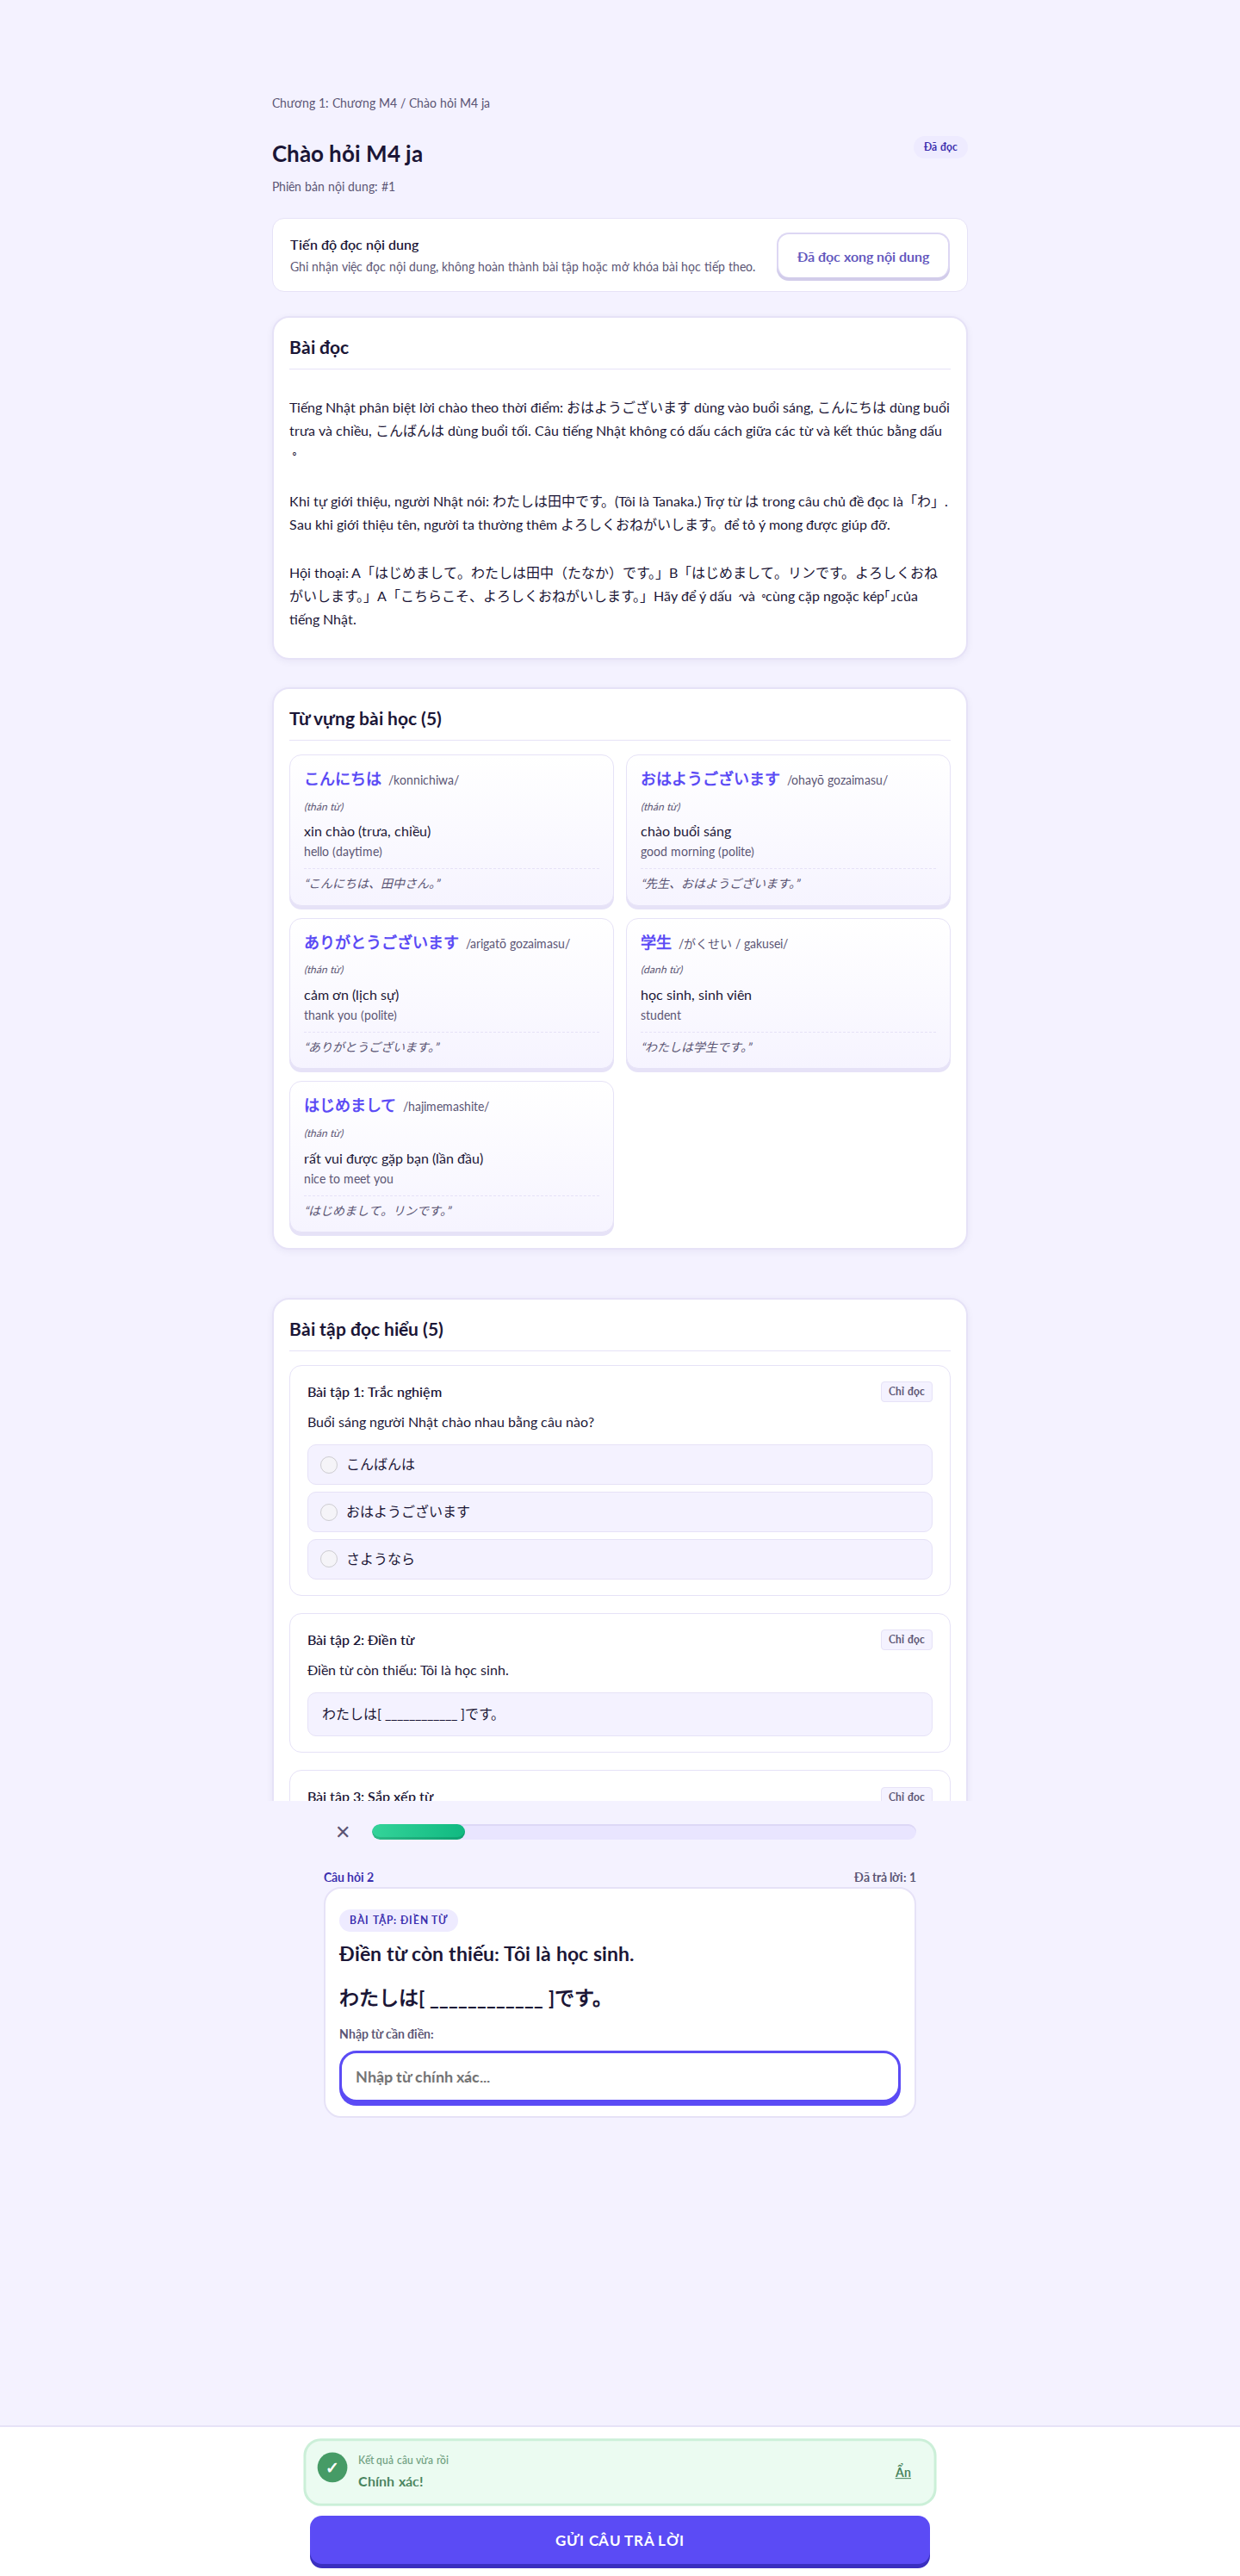 Chương 1: Chương M4 / Chào hỏi M4 ja
Chào hỏi M4 ja
Đã đọc
Phiên bản nội dung: #1
Tiến độ đọc nội dung
Ghi nhận việc đọc nội dung, không hoàn thành bài tập hoặc mở khóa bài học tiếp theo.
Đã đọc xong nội dung
Bài đọc
Tiếng Nhật phân biệt lời chào theo thời điểm: おはようございます dùng vào buổi sáng, こんにちは dùng buổi
trưa và chiều, こんばんは dùng buổi tối. Câu tiếng Nhật không có dấu cách giữa các từ và kết thúc bằng dấu
。
Khi tự giới thiệu, người Nhật nói: わたしは田中です。(Tôi là Tanaka.) Trợ từ は trong câu chủ đề đọc là「わ」.
Sau khi giới thiệu tên, người ta thường thêm よろしくおねがいします。để tỏ ý mong được giúp đỡ.
Hội thoại: A「はじめまして。わたしは田中（たなか）です。」B「はじめまして。リンです。よろしくおね
がいします。」A「こちらこそ、よろしくおねがいします。」Hãy để ý dấu 、và 。cùng cặp ngoặc kép「」của
tiếng Nhật.
Từ vựng bài học (5)
こんにちは /konnichiwa/
(thán từ)
xin chào (trưa, chiều)
hello (daytime)
“こんにちは、田中さん。”
おはようございます /ohayō gozaimasu/
(thán từ)
chào buổi sáng
good morning (polite)
“先生、おはようございます。”
ありがとうございます /arigatō gozaimasu/
(thán từ)
cảm ơn (lịch sự)
thank you (polite)
“ありがとうございます。”
学生 /がくせい / gakusei/
(danh từ)
học sinh, sinh viên
student
“わたしは学生です。”
はじめまして /hajimemashite/
(thán từ)
rất vui được gặp bạn (lần đầu)
nice to meet you
“はじめまして。リンです。”
Bài tập đọc hiểu (5)
Bài tập 1: Trắc nghiệm
Chỉ đọc
Buổi sáng người Nhật chào nhau bằng câu nào?
こんばんは
おはようございます
さようなら
Bài tập 2: Điền từ
Chỉ đọc
Điền từ còn thiếu: Tôi là học sinh.
わたしは[ ____________ ]です。
Bài tập 3: Sắp xếp từ
Chỉ đọc
✕
Câu hỏi 2
Đã trả lời: 1
BÀI TẬP: ĐIỀN TỪ
Điền từ còn thiếu: Tôi là học sinh.
わたしは[ ____________ ]です。
Nhập từ cần điền:
Nhập từ chính xác...
Kết quả câu vừa rồi
Chính xác!
Ẩn
GỬI CÂU TRẢ LỜI